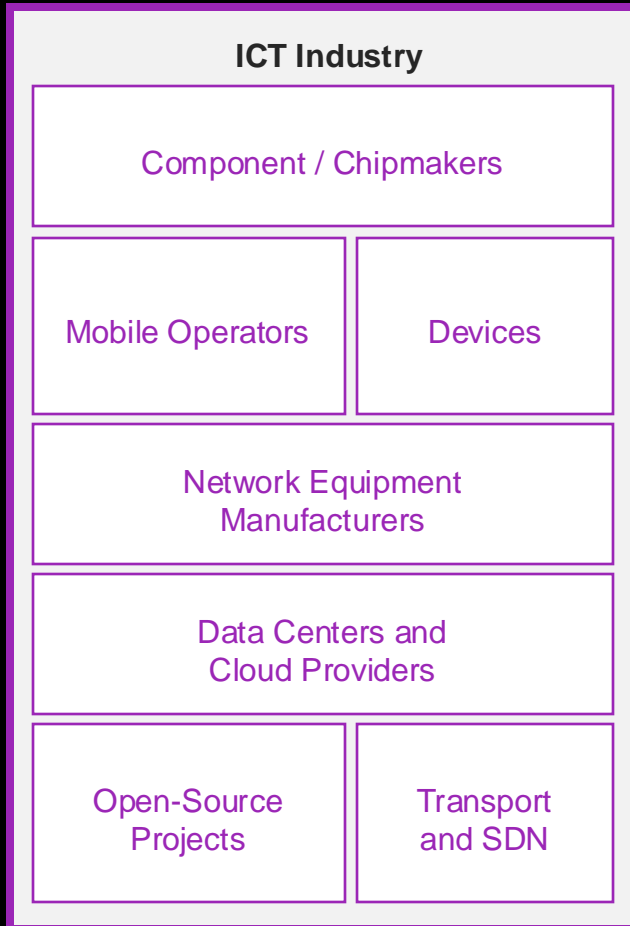 ICT Industry
Component / Chipmakers
Mobile Operators
Devices
Network Equipment
Manufacturers
Data Centers and
Cloud Providers
Open-Source
Projects
Transport
and SDN